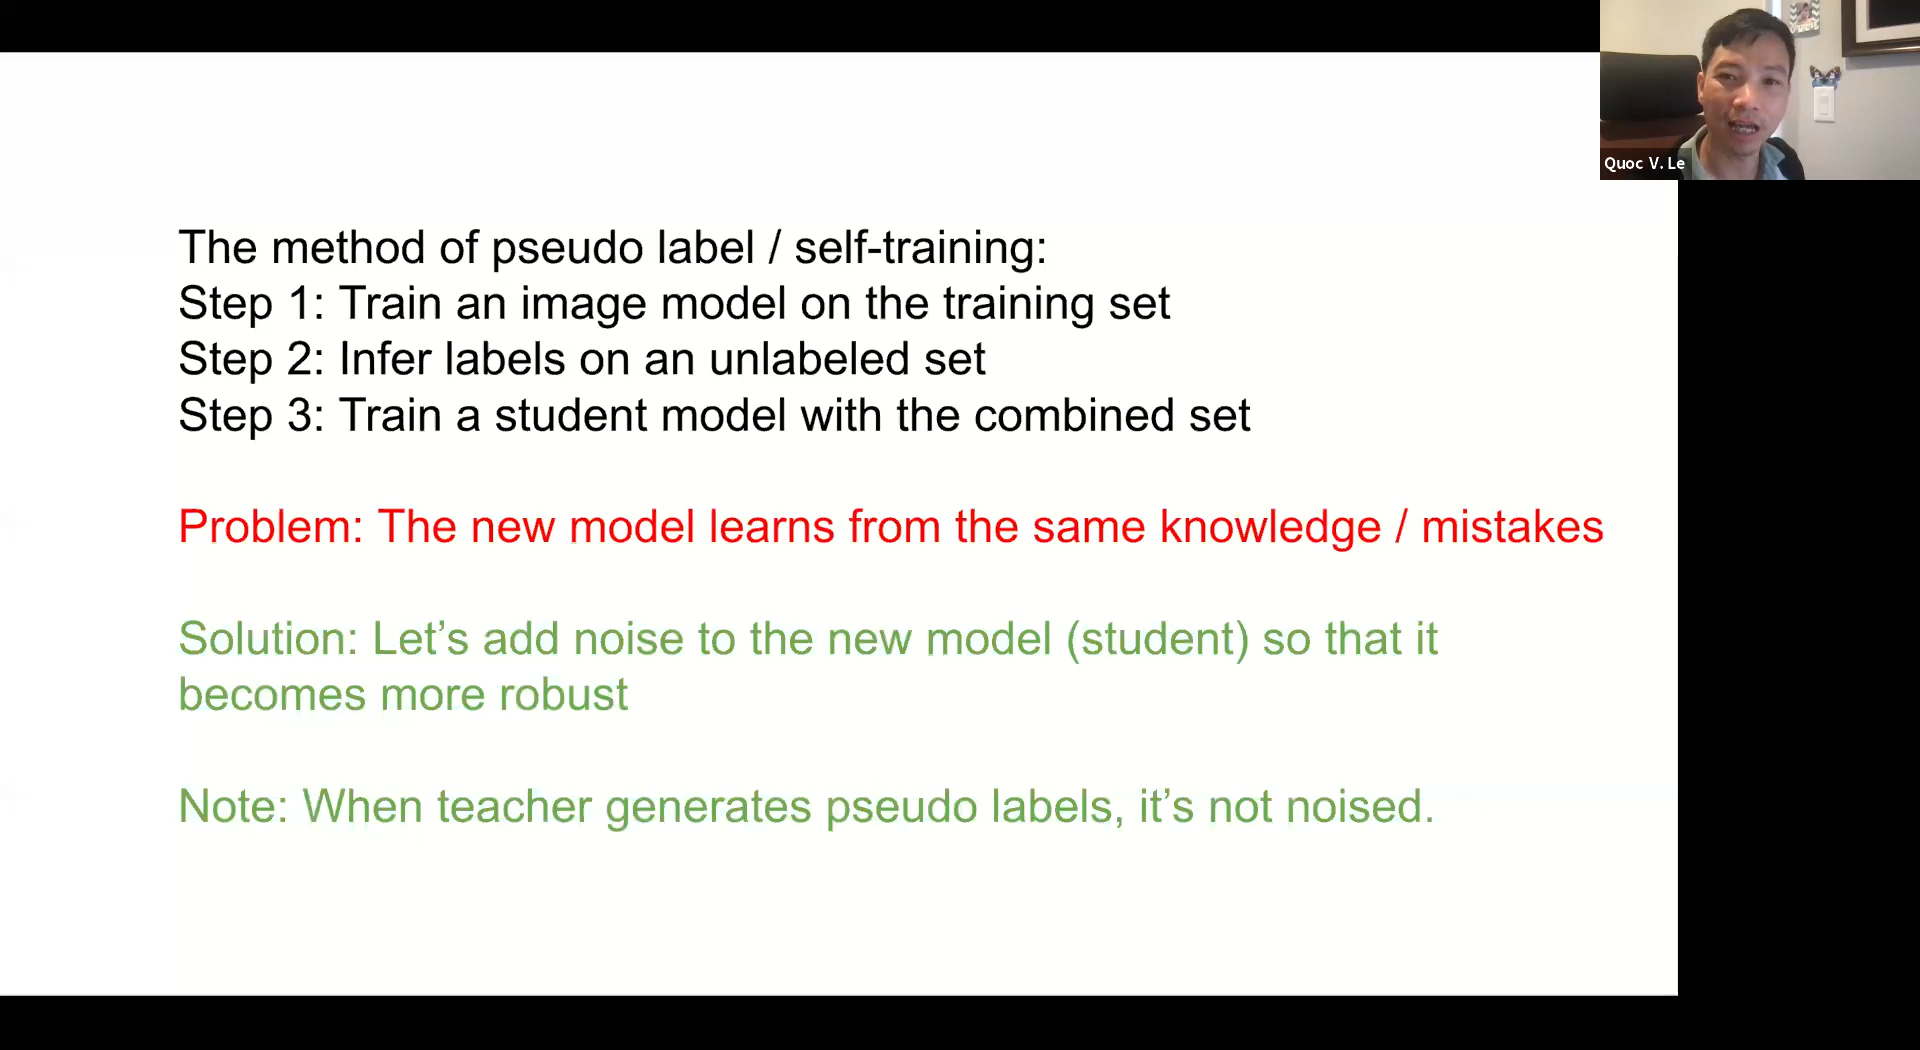 Quoc V. Le
The method of pseudo label / self-training:
Step 1: Train an image model on the training set
Step 2: Infer labels on an unlabeled set
Step 3: Train a student model with the combined set
Problem: The new model learns from the same knowledge / mistakes
Solution: Let’s add noise to the new model (student) so that it
becomes more robust
Note: When teacher generates pseudo labels, it’s not noised.